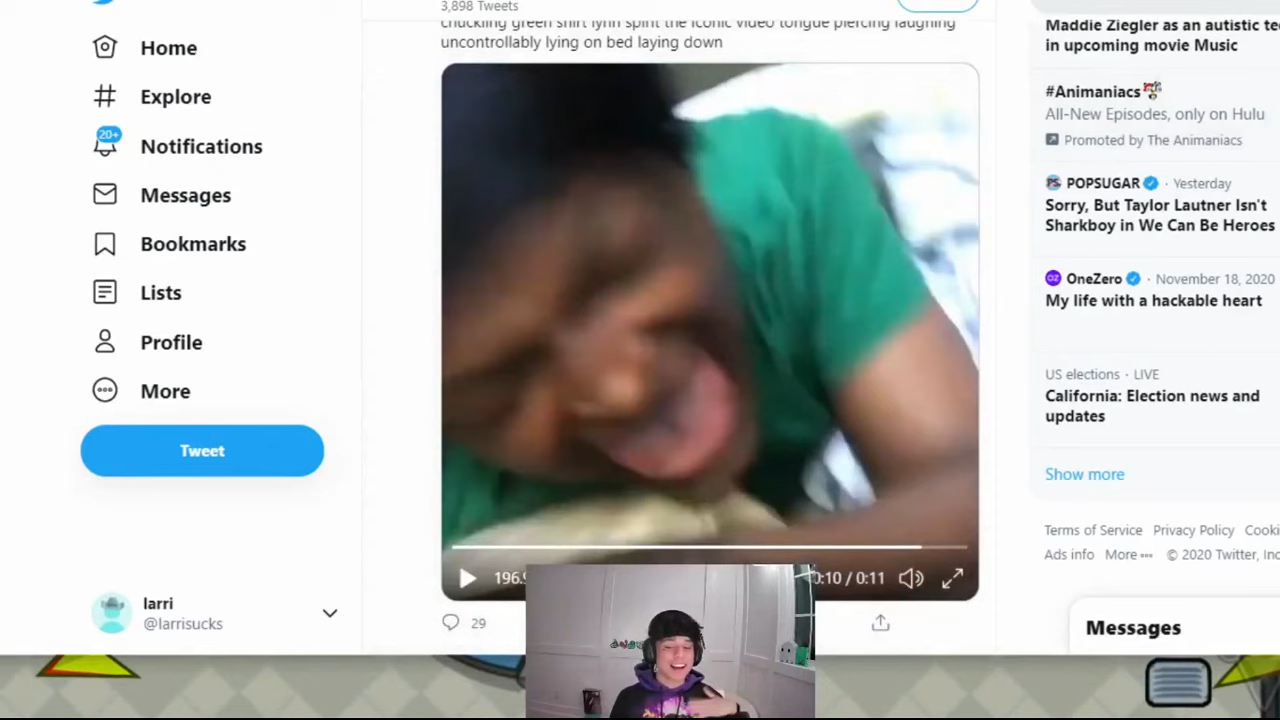 Home
Explore
20+
Notifications
Messages
Bookmarks
Lists
Profile
More
Tweet
larri
@larrisucks
3,898 Tweets
chuckling green shirt lynn spirit the iconic video tongue piercing laughing
uncontrollably lying on bed laying down
196.
0:10 / 0:11
29
Maddie Ziegler as an autistic te
in upcoming movie Music
#Animaniacs
All-New Episodes, only on Hulu
Promoted by The Animaniacs
POPSUGAR · Yesterday
Sorry, But Taylor Lautner Isn't
Sharkboy in We Can Be Heroes
OZ OneZero · November 18, 2020
My life with a hackable heart
US elections · LIVE
California: Election news and
updates
Show more
Terms of Service Privacy Policy Cooki
Ads info More ••• © 2020 Twitter, Inc
Messages